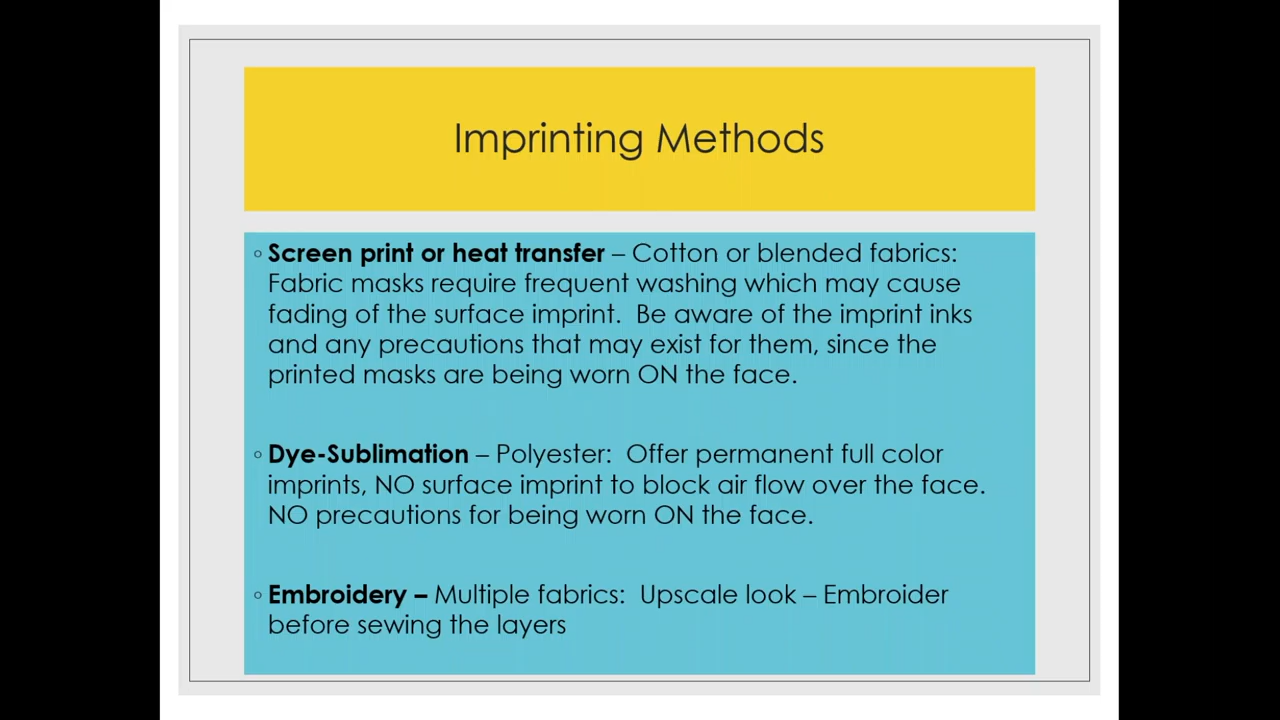 Imprinting Methods
◦ Screen print or heat transfer – Cotton or blended fabrics:
Fabric masks require frequent washing which may cause
fading of the surface imprint.  Be aware of the imprint inks
and any precautions that may exist for them, since the
printed masks are being worn ON the face.
◦ Dye-Sublimation – Polyester:  Offer permanent full color
imprints, NO surface imprint to block air flow over the face.
NO precautions for being worn ON the face.
◦ Embroidery – Multiple fabrics:  Upscale look – Embroider
before sewing the layers